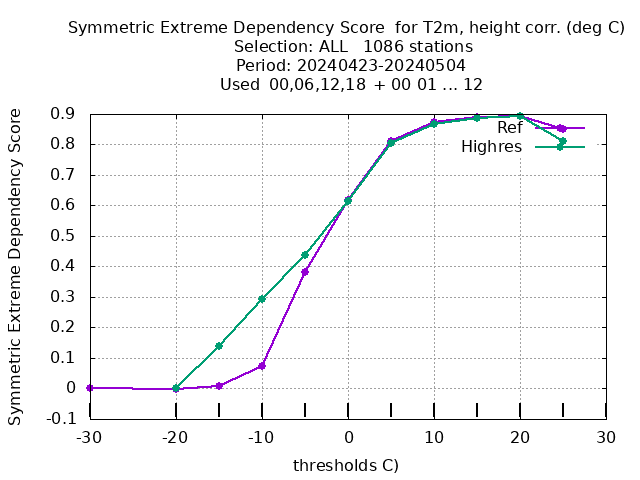 Symmetric Extreme Dependency Score for T2m, height corr. (deg C)
Selection: ALL 1086 stations
Period: 20240423-20240504
Used 00,06,12,18 + 00 01 ... 12
Symmetric Extreme Dependency Score
0.9
0.8
0.7
0.6
0.5
0.4
0.3
0.2
0.1
0
-0.1
Ref
Highres
-30 -20 -10 0 10 20 30
thresholds C)